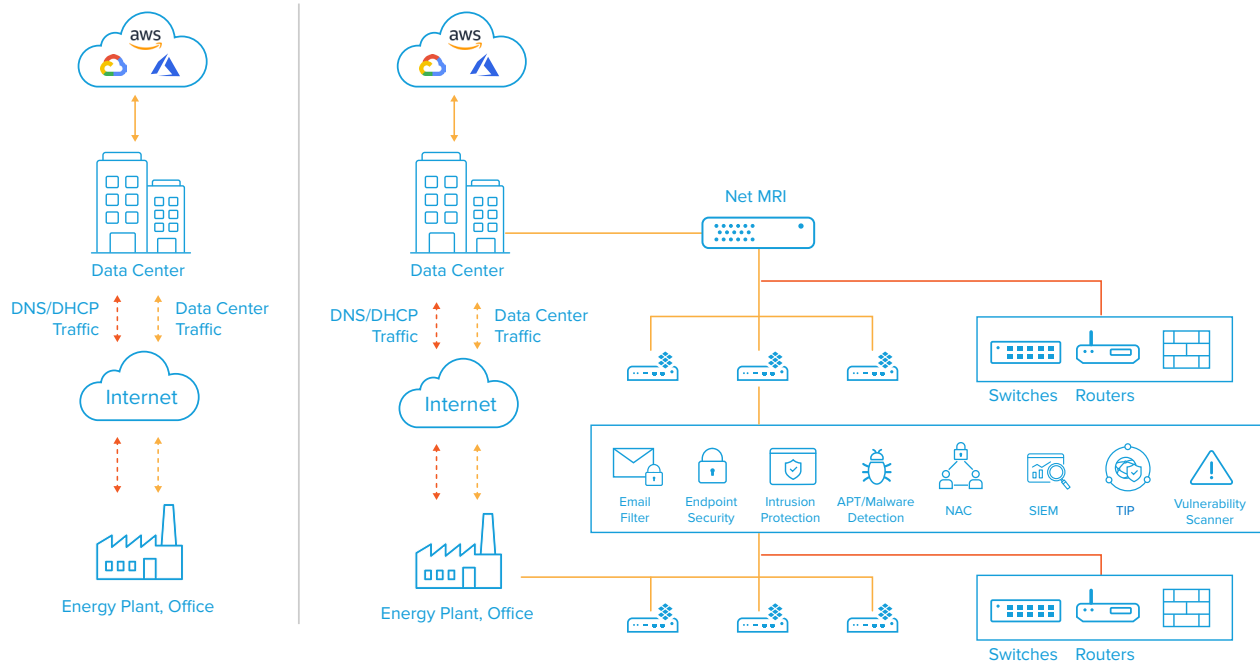 aws
Data Center
DNS/DHCP
Traffic
Data Center
Traffic
Internet
Energy Plant, Office
aws
Data Center
DNS/DHCP
Traffic
Data Center
Traffic
Internet
Energy Plant, Office
Net MRI
Switches
Routers
Email
Filter
Endpoint
Security
Intrusion
Protection
APT/Malware
Detection
NAC
SIEM
TIP
Vulnerability
Scanner
Switches
Routers